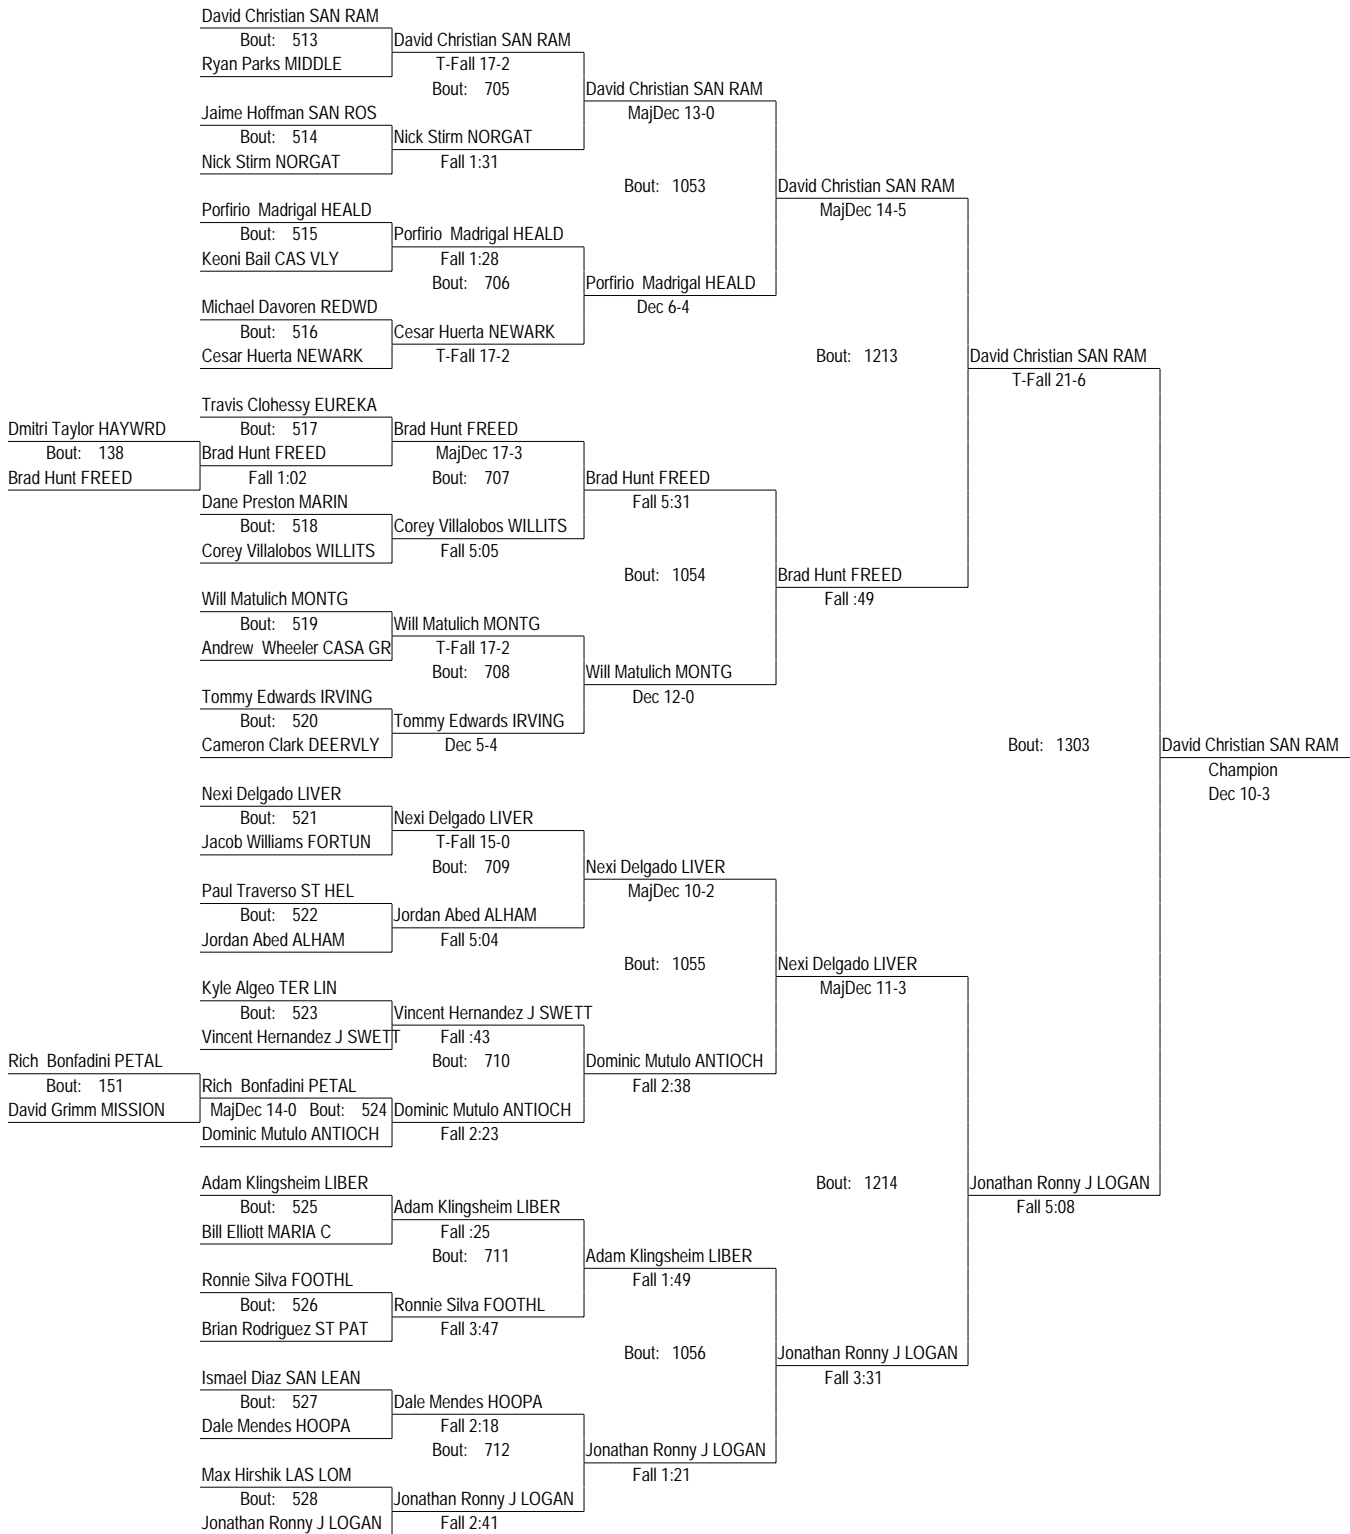 David Christian SAN RAM
Bout: 513
David Christian SAN RAM
Ryan Parks MIDDLE
T-Fall 17-2
Bout: 705
David Christian SAN RAM
Jaime Hoffman SAN ROS
MajDec 13-0
Bout: 514
Nick Stirm NORGAT
Nick Stirm NORGAT
Fall 1:31
Bout: 1053
David Christian SAN RAM
Porfirio Madrigal HEALD
MajDec 14-5
Bout: 515
Porfirio Madrigal HEALD
Keoni Bail CAS VLY
Fall 1:28
Bout: 706
Porfirio Madrigal HEALD
Michael Davoren REDWD
Dec 6-4
Bout: 516
Cesar Huerta NEWARK
Cesar Huerta NEWARK
T-Fall 17-2
Bout: 1213
David Christian SAN RAM
T-Fall 21-6
Travis Clohessy EUREKA
Dmitri Taylor HAYWRD
Bout: 517
Brad Hunt FREED
Bout: 138
Brad Hunt FREED
MajDec 17-3
Brad Hunt FREED
Fall 1:02
Bout: 707
Brad Hunt FREED
Dane Preston MARIN
Fall 5:31
Bout: 518
Corey Villalobos WILLITS
Corey Villalobos WILLITS
Fall 5:05
Bout: 1054
Brad Hunt FREED
Will Matulich MONTG
Fall :49
Bout: 519
Will Matulich MONTG
Andrew Wheeler CASA GR
T-Fall 17-2
Bout: 708
Will Matulich MONTG
Tommy Edwards IRVING
Dec 12-0
Bout: 520
Tommy Edwards IRVING
Cameron Clark DEERVLY
Dec 5-4
Bout: 1303
David Christian SAN RAM
Champion
Dec 10-3
Nexi Delgado LIVER
Bout: 521
Nexi Delgado LIVER
Jacob Williams FORTUN
T-Fall 15-0
Bout: 709
Nexi Delgado LIVER
Paul Traverso ST HEL
MajDec 10-2
Bout: 522
Jordan Abed ALHAM
Jordan Abed ALHAM
Fall 5:04
Bout: 1055
Nexi Delgado LIVER
Kyle Algeo TER LIN
MajDec 11-3
Bout: 523
Vincent Hernandez J SWETT
Vincent Hernandez J SWETT
Fall :43
Rich Bonfadini PETAL
Bout: 710
Dominic Mutulo ANTIOCH
Bout: 151
Rich Bonfadini PETAL
Fall 2:38
David Grimm MISSION
MajDec 14-0 Bout: 524
Dominic Mutulo ANTIOCH
Dominic Mutulo ANTIOCH
Fall 2:23
Adam Klingsheim LIBER
Bout: 1214
Jonathan Ronny J LOGAN
Bout: 525
Adam Klingsheim LIBER
Fall 5:08
Bill Elliott MARIA C
Fall :25
Bout: 711
Adam Klingsheim LIBER
Ronnie Silva FOOTHL
Fall 1:49
Bout: 526
Ronnie Silva FOOTHL
Brian Rodriguez ST PAT
Fall 3:47
Bout: 1056
Jonathan Ronny J LOGAN
Ismael Diaz SAN LEAN
Fall 3:31
Bout: 527
Dale Mendes HOOPA
Dale Mendes HOOPA
Fall 2:18
Bout: 712
Jonathan Ronny J LOGAN
Max Hirshik LAS LOM
Fall 1:21
Bout: 528
Jonathan Ronny J LOGAN
Jonathan Ronny J LOGAN
Fall 2:41